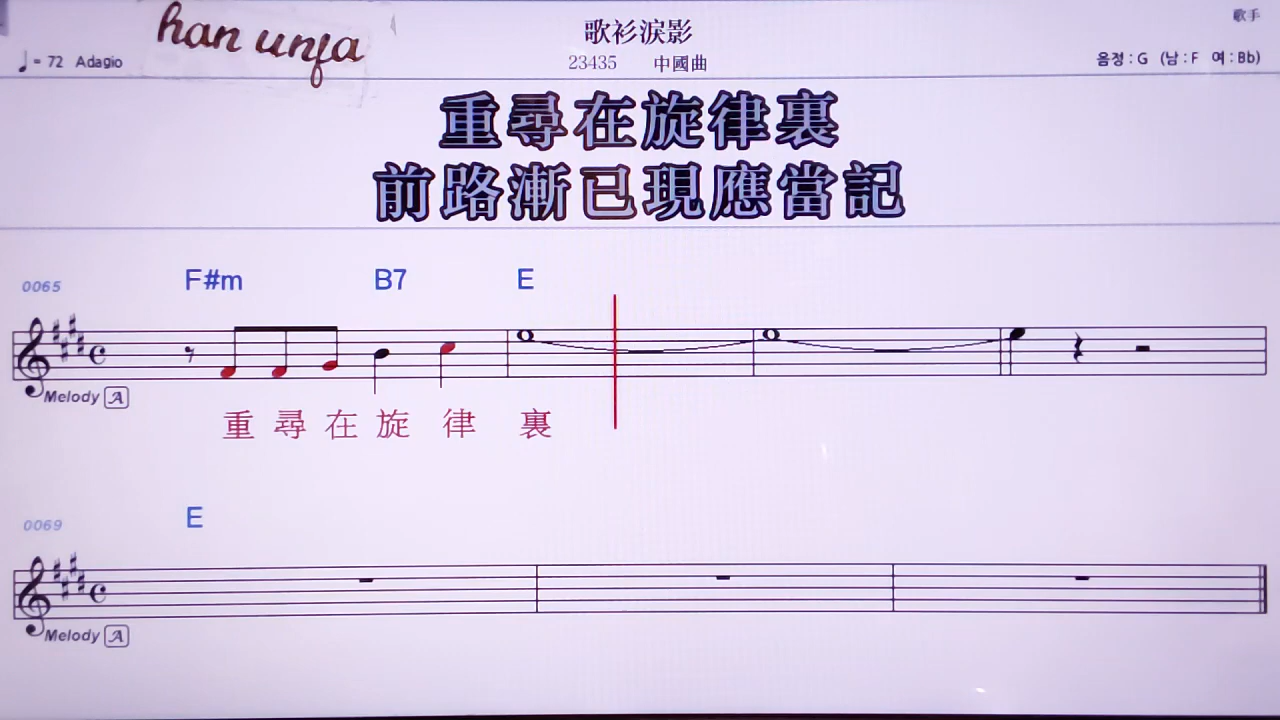 han unja
歌手
歌衫淚影
♩= 72 Adagio
23435 中國曲
음정 : G (남 : F 여 : Bb)
重尋在旋律裏
前路漸已現應當記
0065
F#m B7 E
Melody A
重 尋 在 旋 律 裏
0069
E
Melody A